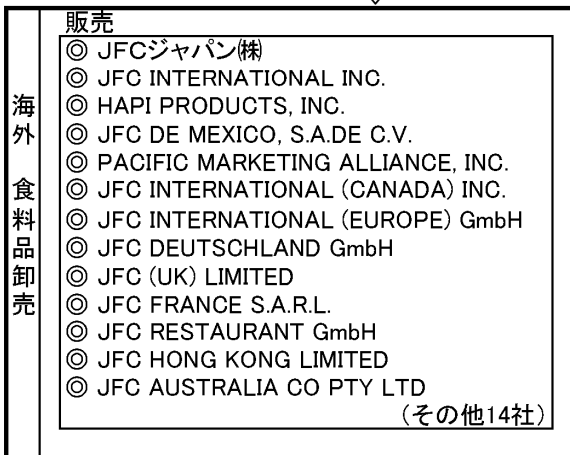 海外 食料品卸売
販売
◎ JFCジャパン㈱
◎ JFC INTERNATIONAL INC.
◎ HAPI PRODUCTS, INC.
◎ JFC DE MEXICO, S.A.DE C.V.
◎ PACIFIC MARKETING ALLIANCE, INC.
◎ JFC INTERNATIONAL (CANADA) INC.
◎ JFC INTERNATIONAL (EUROPE) GmbH
◎ JFC DEUTSCHLAND GmbH
◎ JFC (UK) LIMITED
◎ JFC FRANCE S.A.R.L.
◎ JFC RESTAURANT GmbH
◎ JFC HONG KONG LIMITED
◎ JFC AUSTRALIA CO PTY LTD
(その他14社)